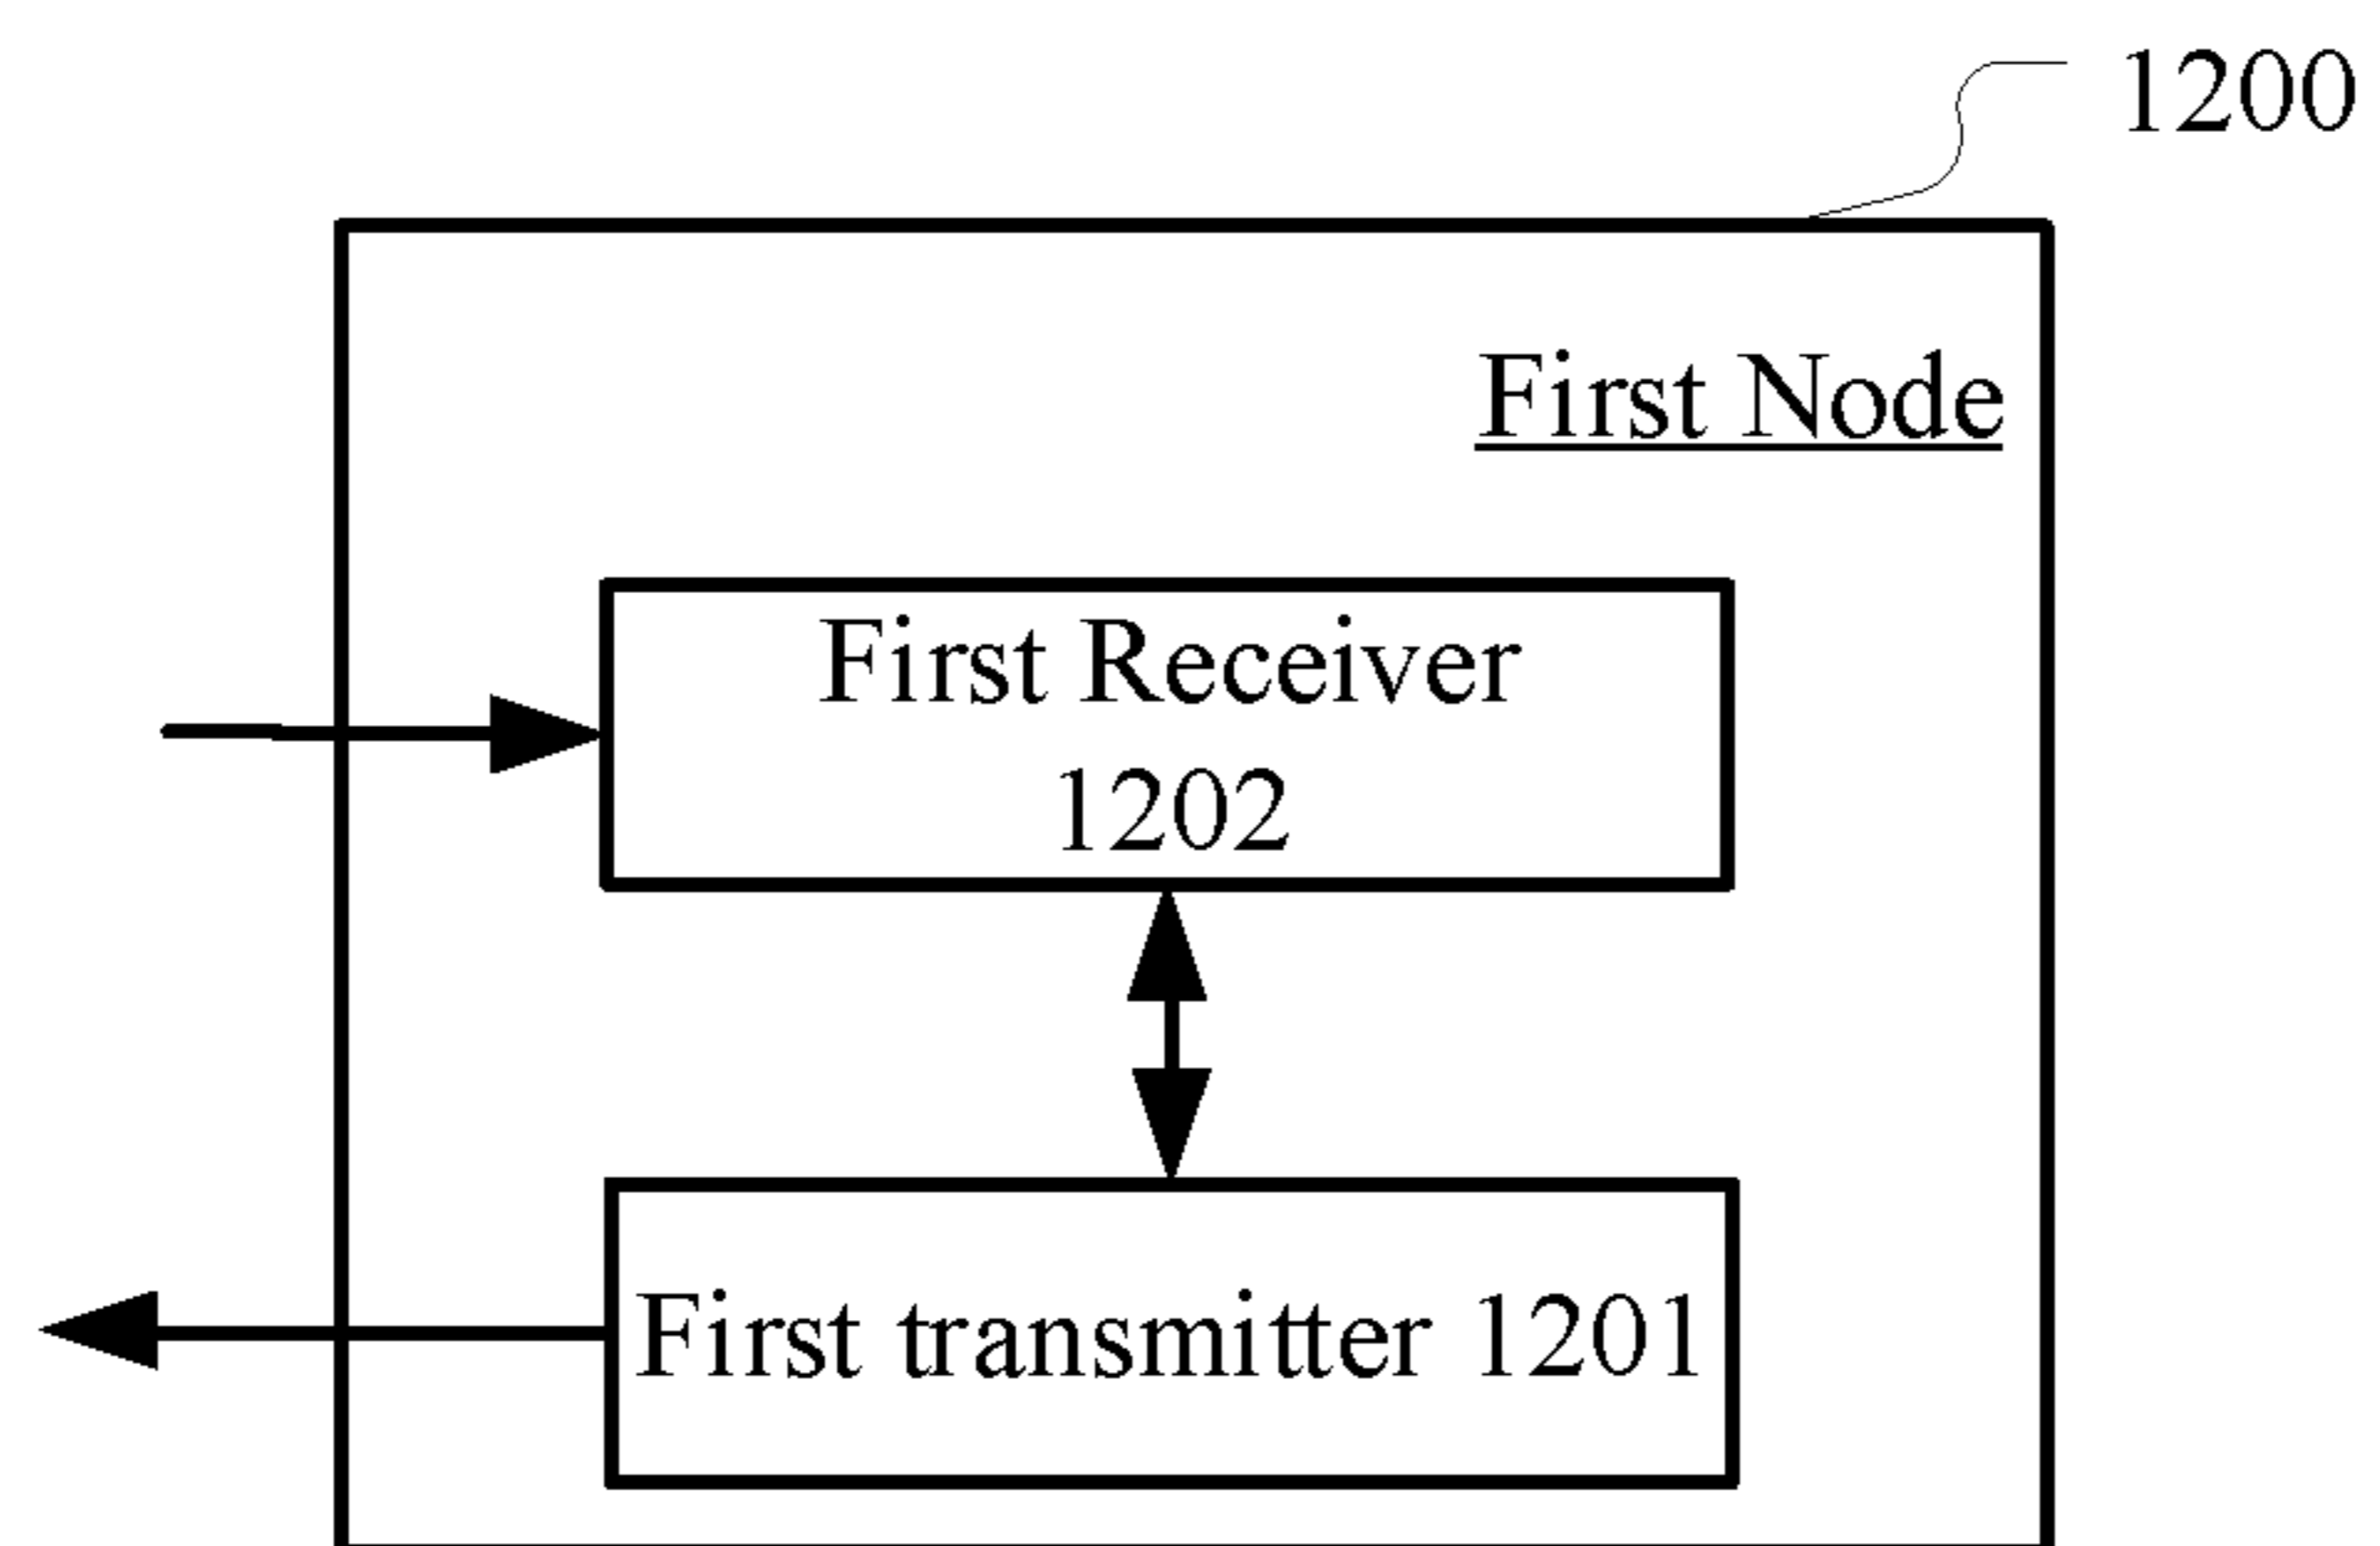 1200
First Node
First Receiver
1202
First transmitter 1201